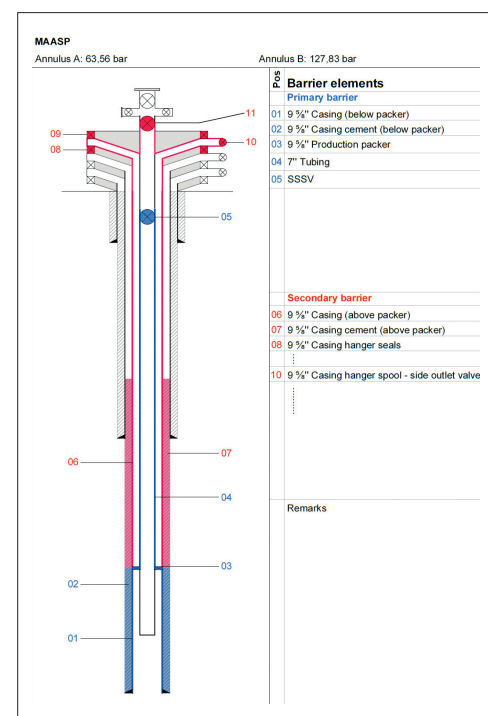 MAASP
Annulus A: 63,56 bar Annulus B: 127,83 bar
Pos Barrier elements
Primary barrier
01 9 ⅝" Casing (below packer)
02 9 ⅝" Casing cement (below packer)
03 9 ⅝" Production packer
04 7" Tubing
05 SSSV
Secondary barrier
06 9 ⅝" Casing (above packer)
07 9 ⅝" Casing cement (above packer)
08 9 ⅝" Casing hanger seals
10 9 ⅝" Casing hanger spool - side outlet valve
Remarks
11
09
10
08
05
07
06
04
03
02
01